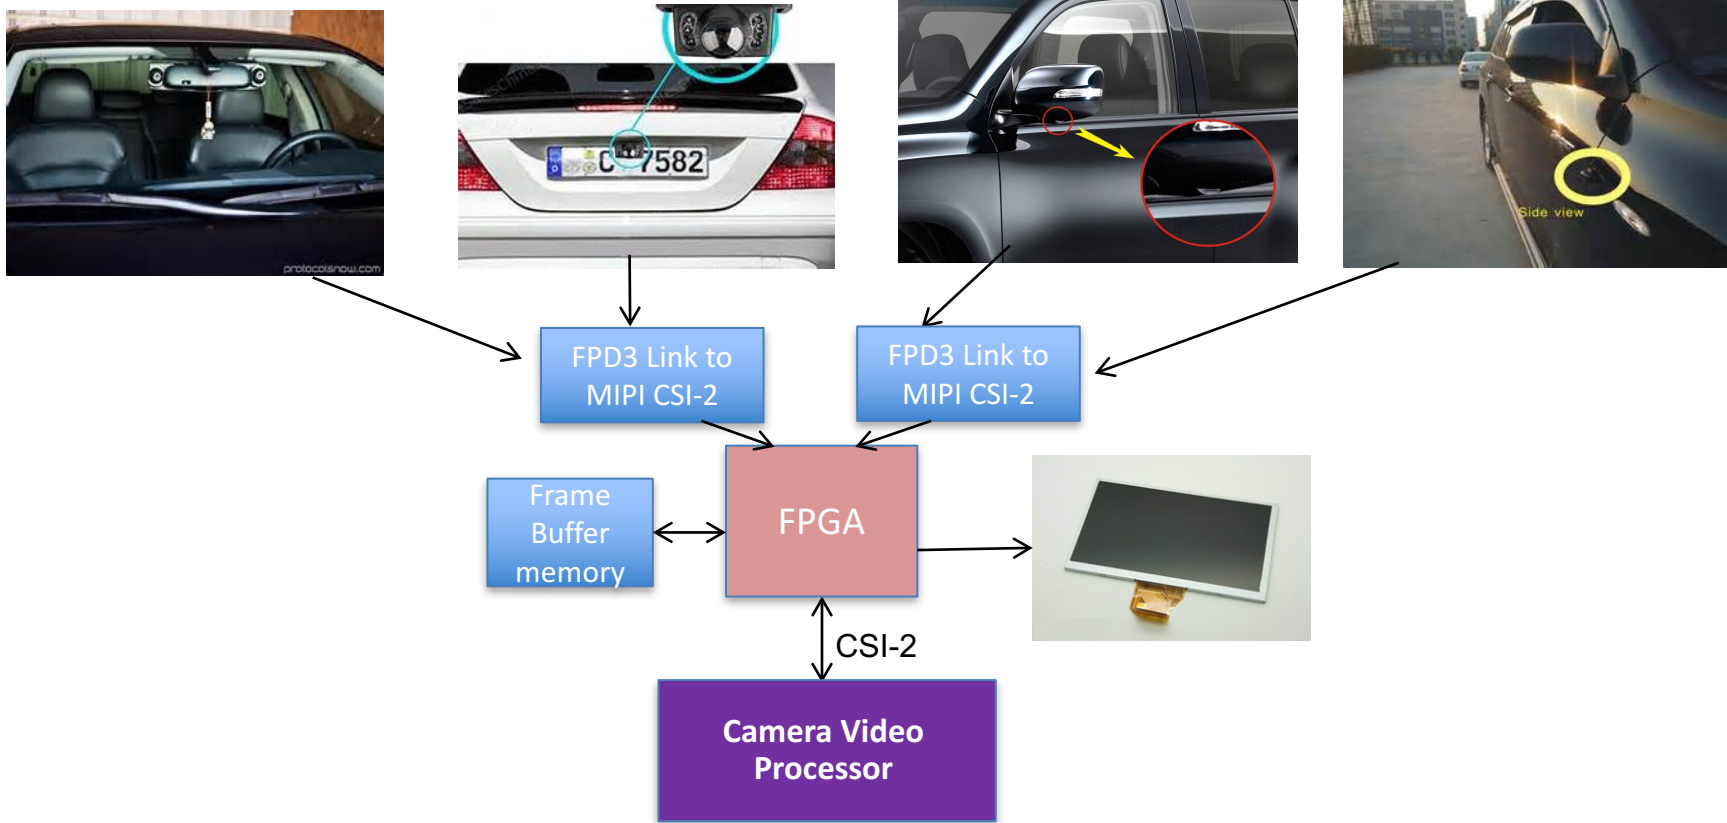 protocolsnow.com
7582
Side view
FPD3 Link to
MIPI CSI-2
FPD3 Link to
MIPI CSI-2
Frame
Buffer
memory
FPGA
CSI-2
Camera Video
Processor